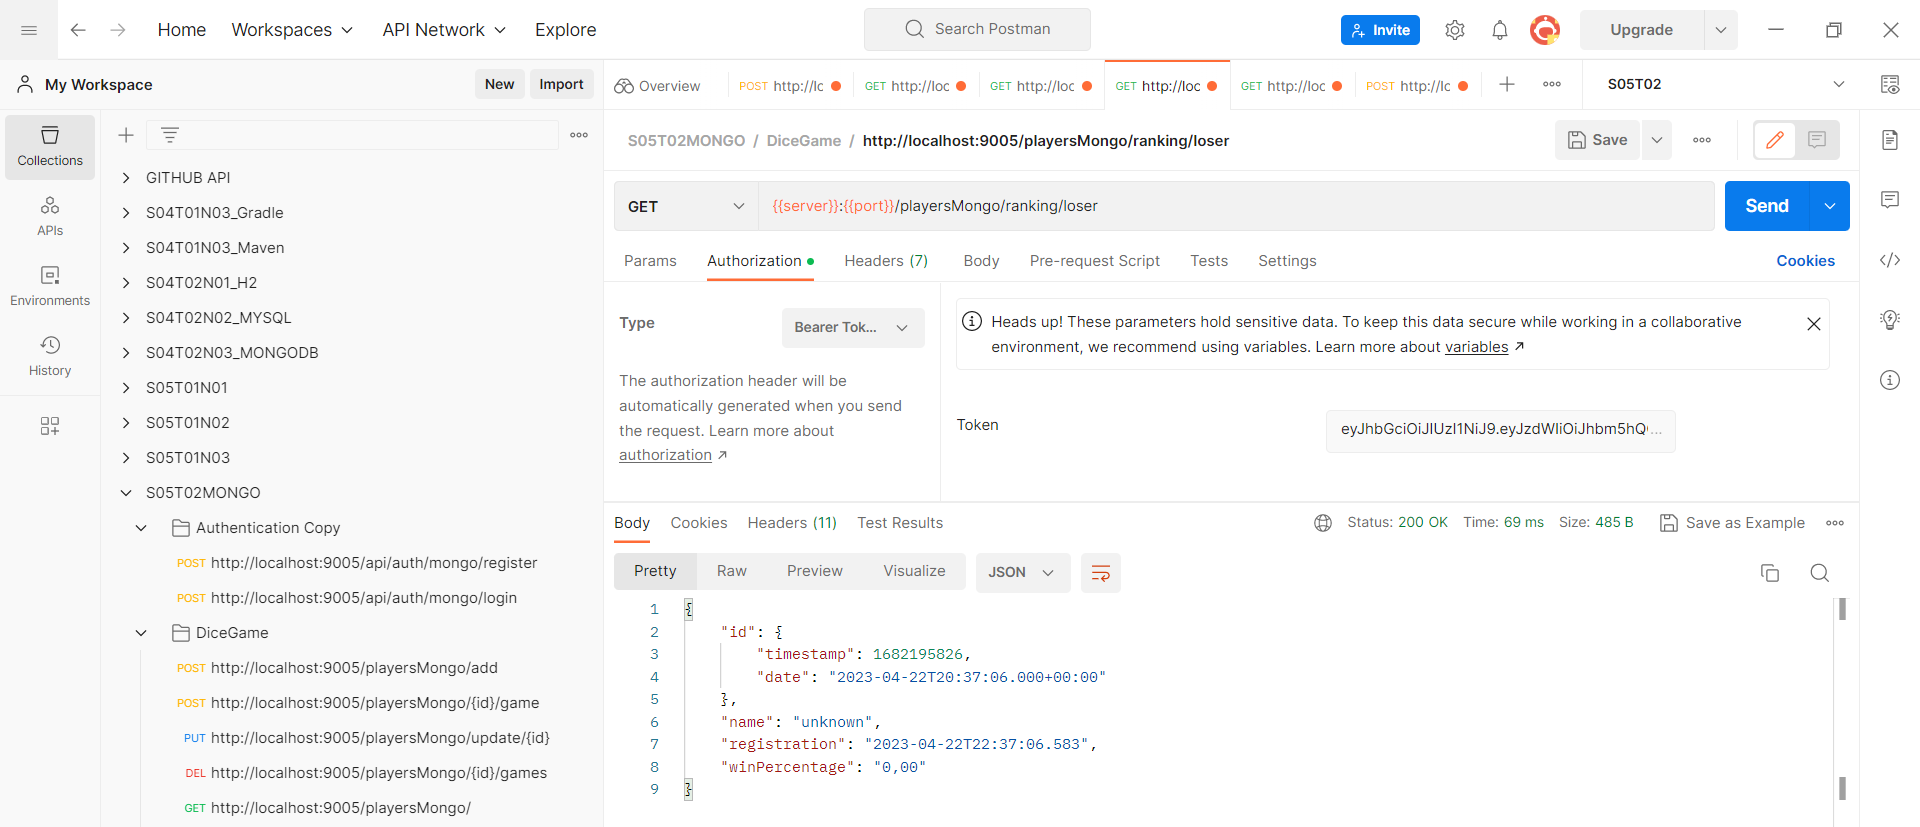 Home
Workspaces
API Network
Explore
Search Postman
Invite
Upgrade
My Workspace
New
Import
Overview
POST http://lc
GET http://loc
GET http://loc
GET http://loc
GET http://loc
POST http://lc
S05T02
Collections
APIs
Environments
History
GITHUB API
S04T01N03_Gradle
S04T01N03_Maven
S04T02N01_H2
S04T02N02_MYSQL
S04T02N03_MONGODB
S05T01N01
S05T01N02
S05T01N03
S05T02MONGO
Authentication Copy
POST http://localhost:9005/api/auth/mongo/register
POST http://localhost:9005/api/auth/mongo/login
DiceGame
POST http://localhost:9005/playersMongo/add
POST http://localhost:9005/playersMongo/{id}/game
PUT http://localhost:9005/playersMongo/update/{id}
DEL http://localhost:9005/playersMongo/{id}/games
GET http://localhost:9005/playersMongo/
S05T02MONGO / DiceGame / http://localhost:9005/playersMongo/ranking/loser
Save
GET
{{server}}:{{port}}/playersMongo/ranking/loser
Send
Params
Authorization
Headers (7)
Body
Pre-request Script
Tests
Settings
Cookies
Type
Bearer Tok...
The authorization header will be
automatically generated when you send
the request. Learn more about
authorization ↗
Heads up! These parameters hold sensitive data. To keep this data secure while working in a collaborative
environment, we recommend using variables. Learn more about variables ↗
Token
eyJhbGciOiJIUzI1NiJ9.eyJzdWIiOiJhbm5hQ...
Body
Cookies
Headers (11)
Test Results
Status: 200 OK
Time: 69 ms
Size: 485 B
Save as Example
Pretty
Raw
Preview
Visualize
JSON
1 {
2 "id": {
3 "timestamp": 1682195826,
4 "date": "2023-04-22T20:37:06.000+00:00"
5 },
6 "name": "unknown",
7 "registration": "2023-04-22T22:37:06.583",
8 "winPercentage": "0,00"
9 }